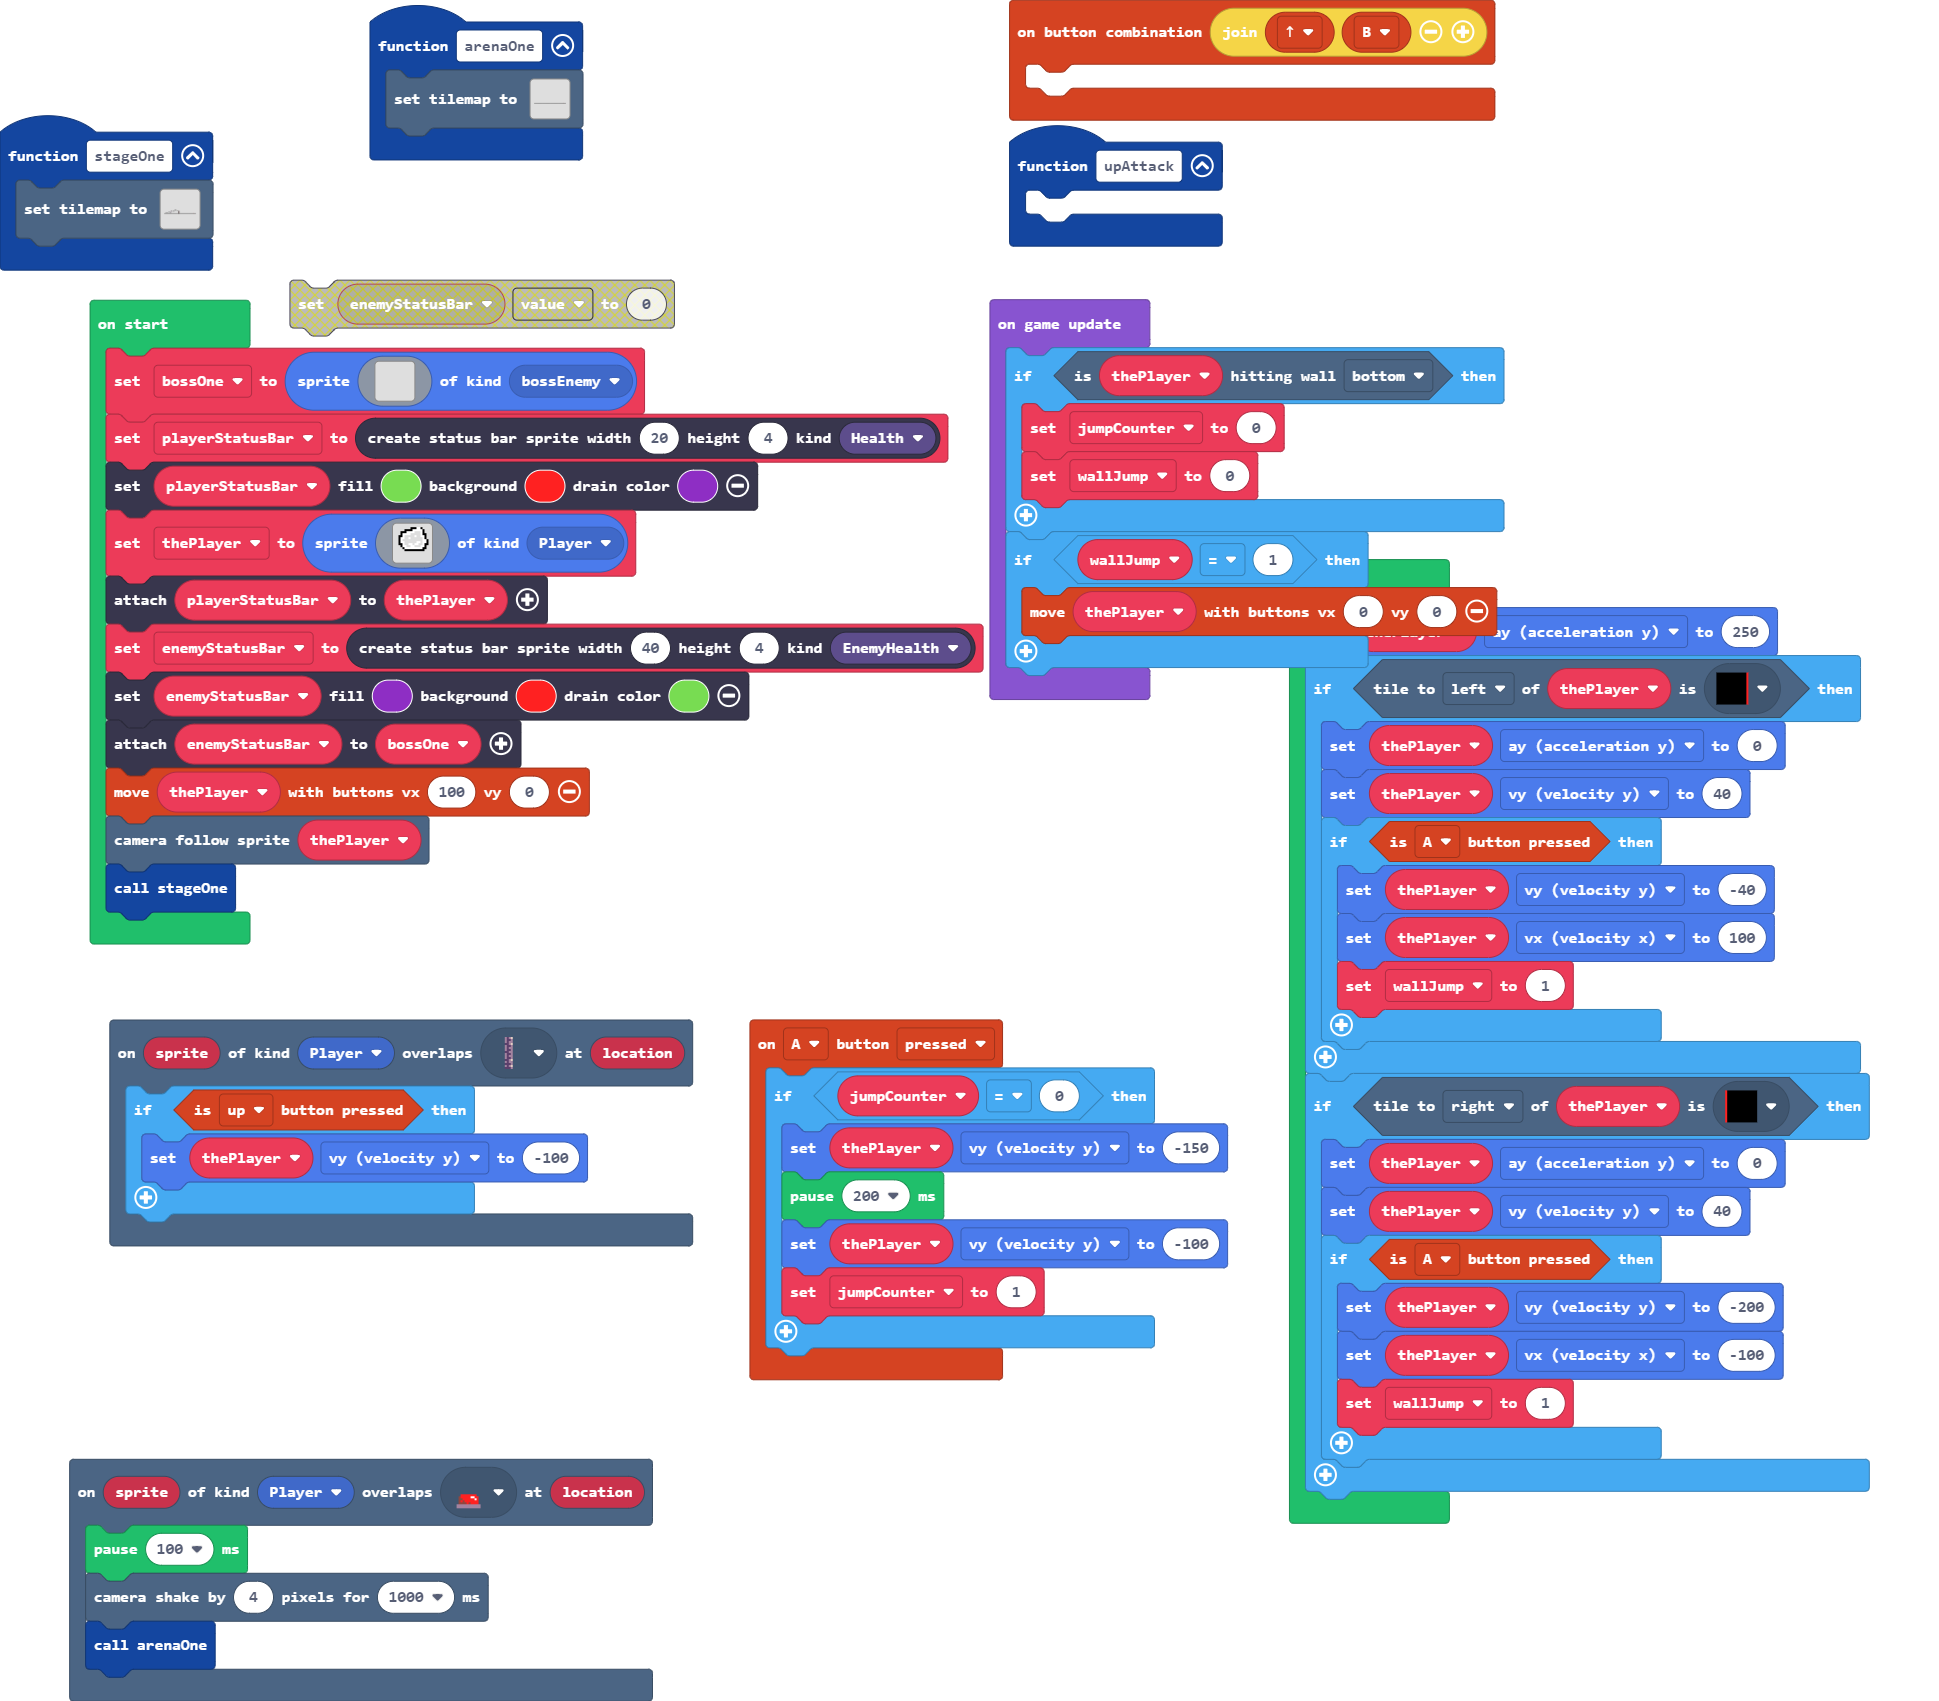 function arenaOne
set tilemap to
function stageOne
set tilemap to
on button combination join ↑ B
function upAttack
set enemyStatusBar value to 0
on start
set bossOne to sprite of kind bossEnemy
set playerStatusBar to create status bar sprite width 20 height 4 kind Health
set playerStatusBar fill background drain color
set thePlayer to sprite of kind Player
attach playerStatusBar to thePlayer
set enemyStatusBar to create status bar sprite width 40 height 4 kind EnemyHealth
set enemyStatusBar fill background drain color
attach enemyStatusBar to bossOne
move thePlayer with buttons vx 100 vy 0
camera follow sprite thePlayer
call stageOne
on game update
if is thePlayer hitting wall bottom then
set jumpCounter to 0
set wallJump to 0
if wallJump = 1 then
move thePlayer with buttons vx 0 vy 0
ay (acceleration y) to 250
if tile to left of thePlayer is then
set thePlayer ay (acceleration y) to 0
set thePlayer vy (velocity y) to 40
if is A button pressed then
set thePlayer vy (velocity y) to -40
set thePlayer vx (velocity x) to 100
set wallJump to 1
if tile to right of thePlayer is then
set thePlayer ay (acceleration y) to 0
set thePlayer vy (velocity y) to 40
if is A button pressed then
set thePlayer vy (velocity y) to -200
set thePlayer vx (velocity x) to -100
set wallJump to 1
on sprite of kind Player overlaps at location
if is up button pressed then
set thePlayer vy (velocity y) to -100
on A button pressed
if jumpCounter = 0 then
set thePlayer vy (velocity y) to -150
pause 200 ms
set thePlayer vy (velocity y) to -100
set jumpCounter to 1
on sprite of kind Player overlaps at location
pause 100 ms
camera shake by 4 pixels for 1000 ms
call arenaOne